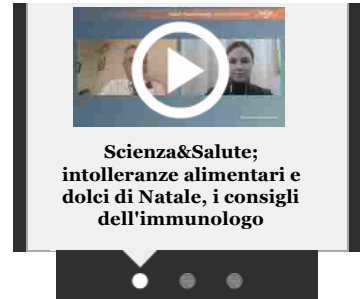 Scienza&Salute;
intolleranze alimentari e
dolci di Natale, i consigli
dell'immunologo